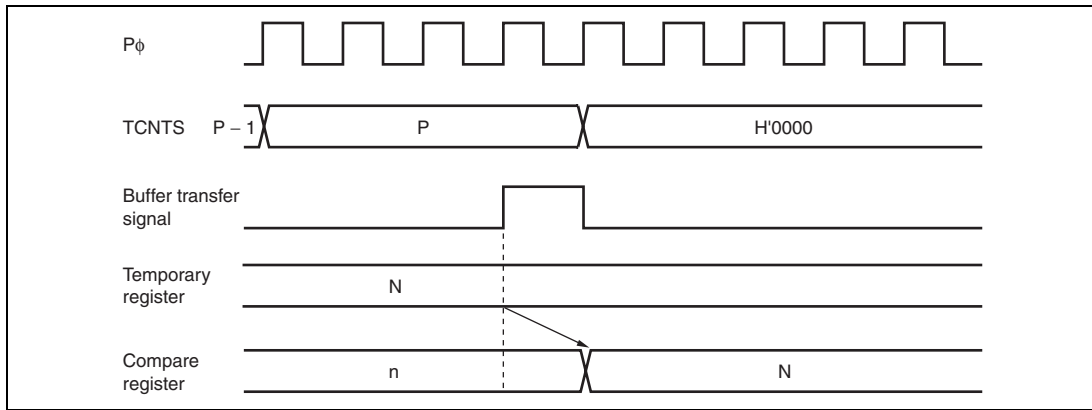 Pϕ
TCNTS P – 1 P H'0000
Buffer transfer
signal
Temporary
register
N
Compare
register
n N